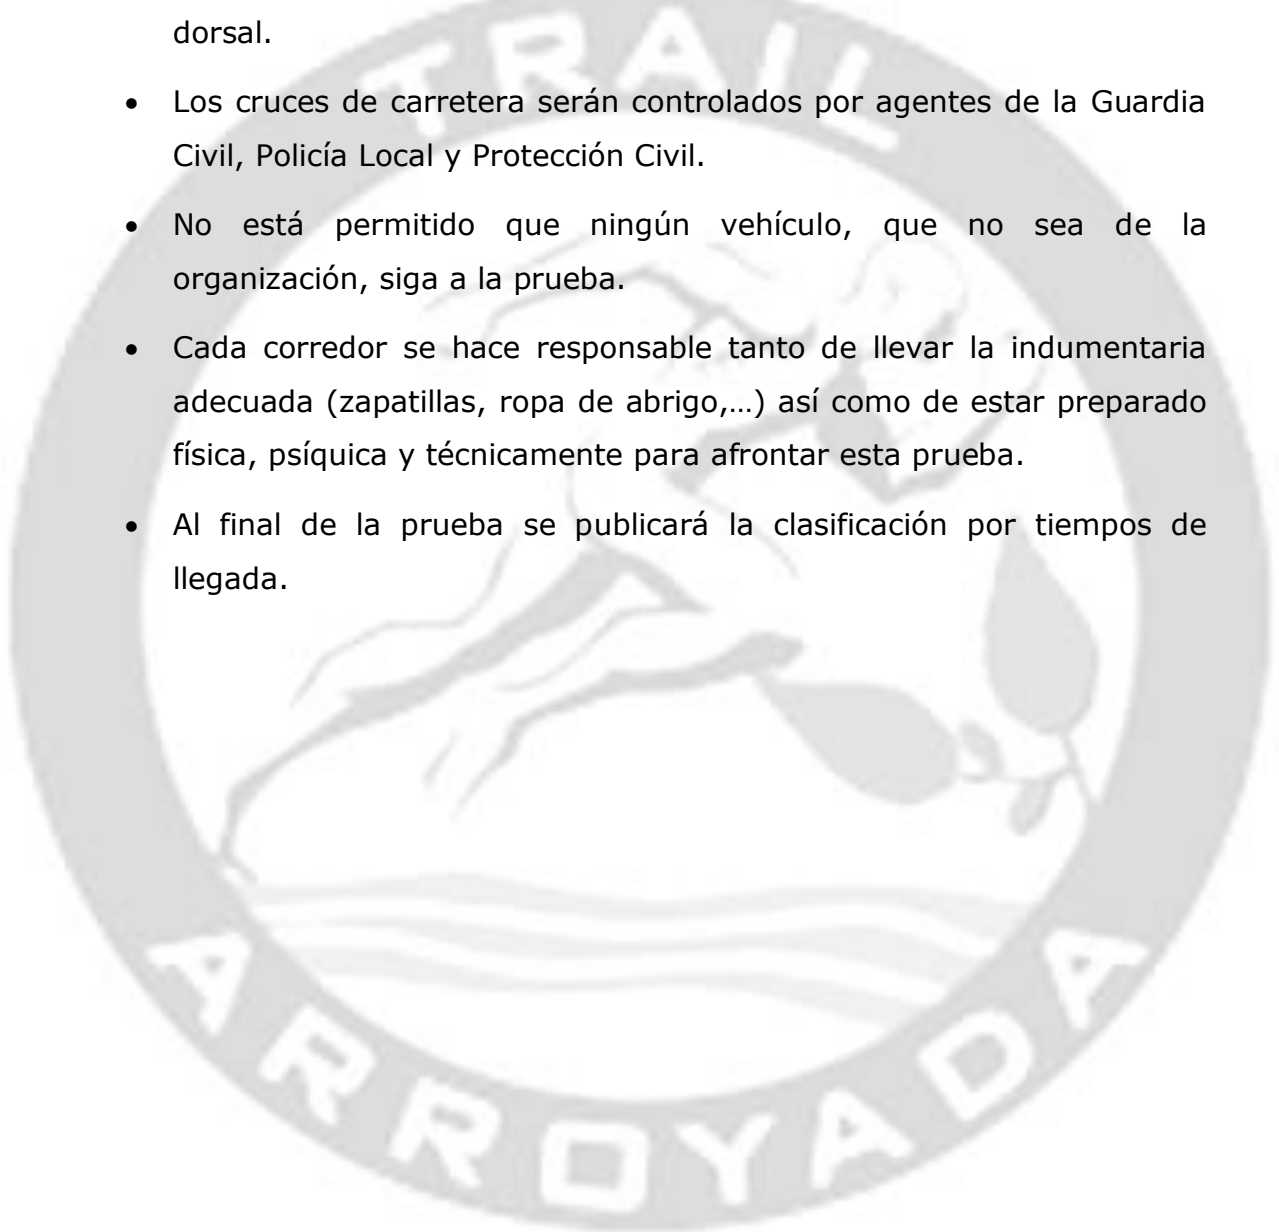 TRAIL
dorsal.
• Los cruces de carretera serán controlados por agentes de la Guardia
Civil, Policía Local y Protección Civil.
• No está permitido que ningún vehículo, que no sea de la
organización, siga a la prueba.
• Cada corredor se hace responsable tanto de llevar la indumentaria
adecuada (zapatillas, ropa de abrigo,…) así como de estar preparado
física, psíquica y técnicamente para afrontar esta prueba.
• Al final de la prueba se publicará la clasificación por tiempos de
llegada.
ARROYADA